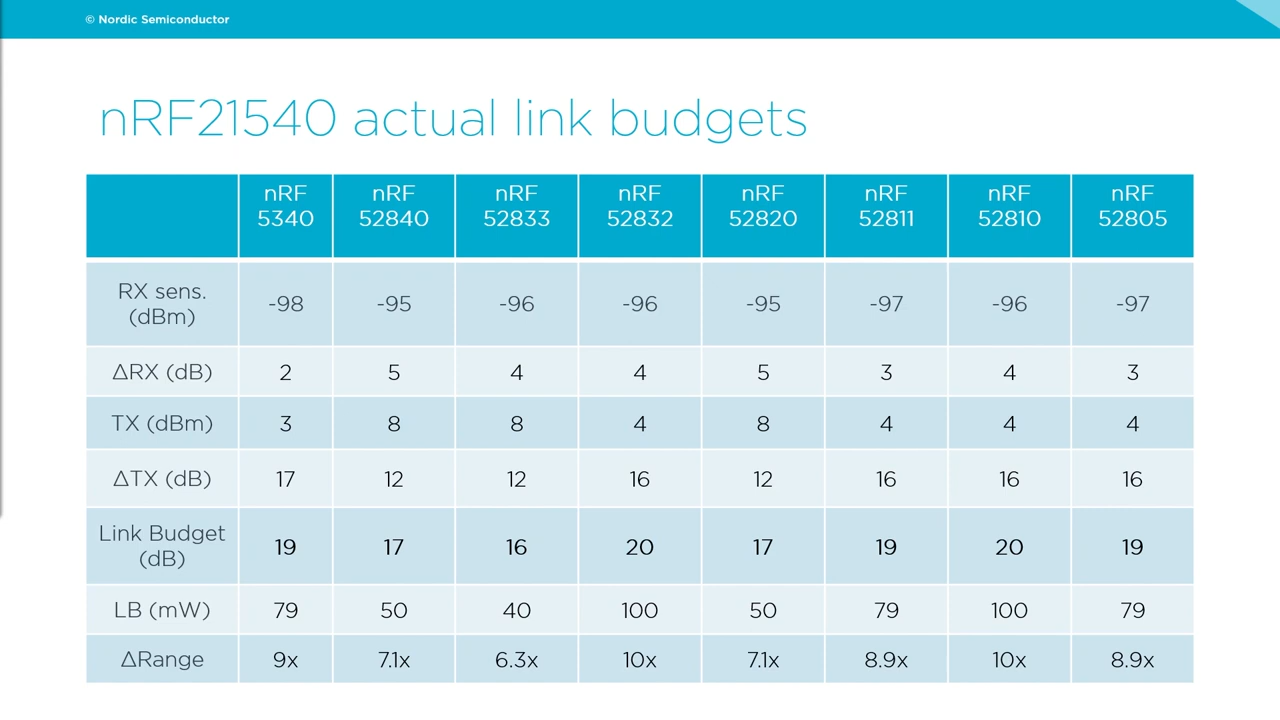 © Nordic Semiconductor
nRF21540 actual link budgets
nRF 5340 nRF 52840 nRF 52833 nRF 52832 nRF 52820 nRF 52811 nRF 52810 nRF 52805
RX sens. (dBm) -98 -95 -96 -96 -95 -97 -96 -97
ΔRX (dB) 2 5 4 4 5 3 4 3
TX (dBm) 3 8 8 4 8 4 4 4
ΔTX (dB) 17 12 12 16 12 16 16 16
Link Budget (dB) 19 17 16 20 17 19 20 19
LB (mW) 79 50 40 100 50 79 100 79
ΔRange 9x 7.1x 6.3x 10x 7.1x 8.9x 10x 8.9x